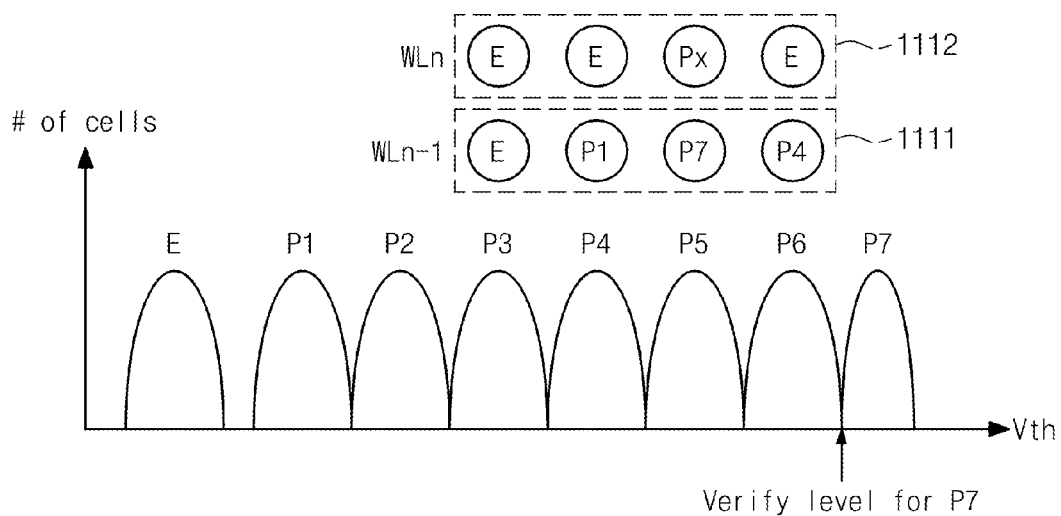 WLn E E Px E 1112
# of cells
WLn-1 E P1 P7 P4 1111
E P1 P2 P3 P4 P5 P6 P7
Vth
Verify level for P7